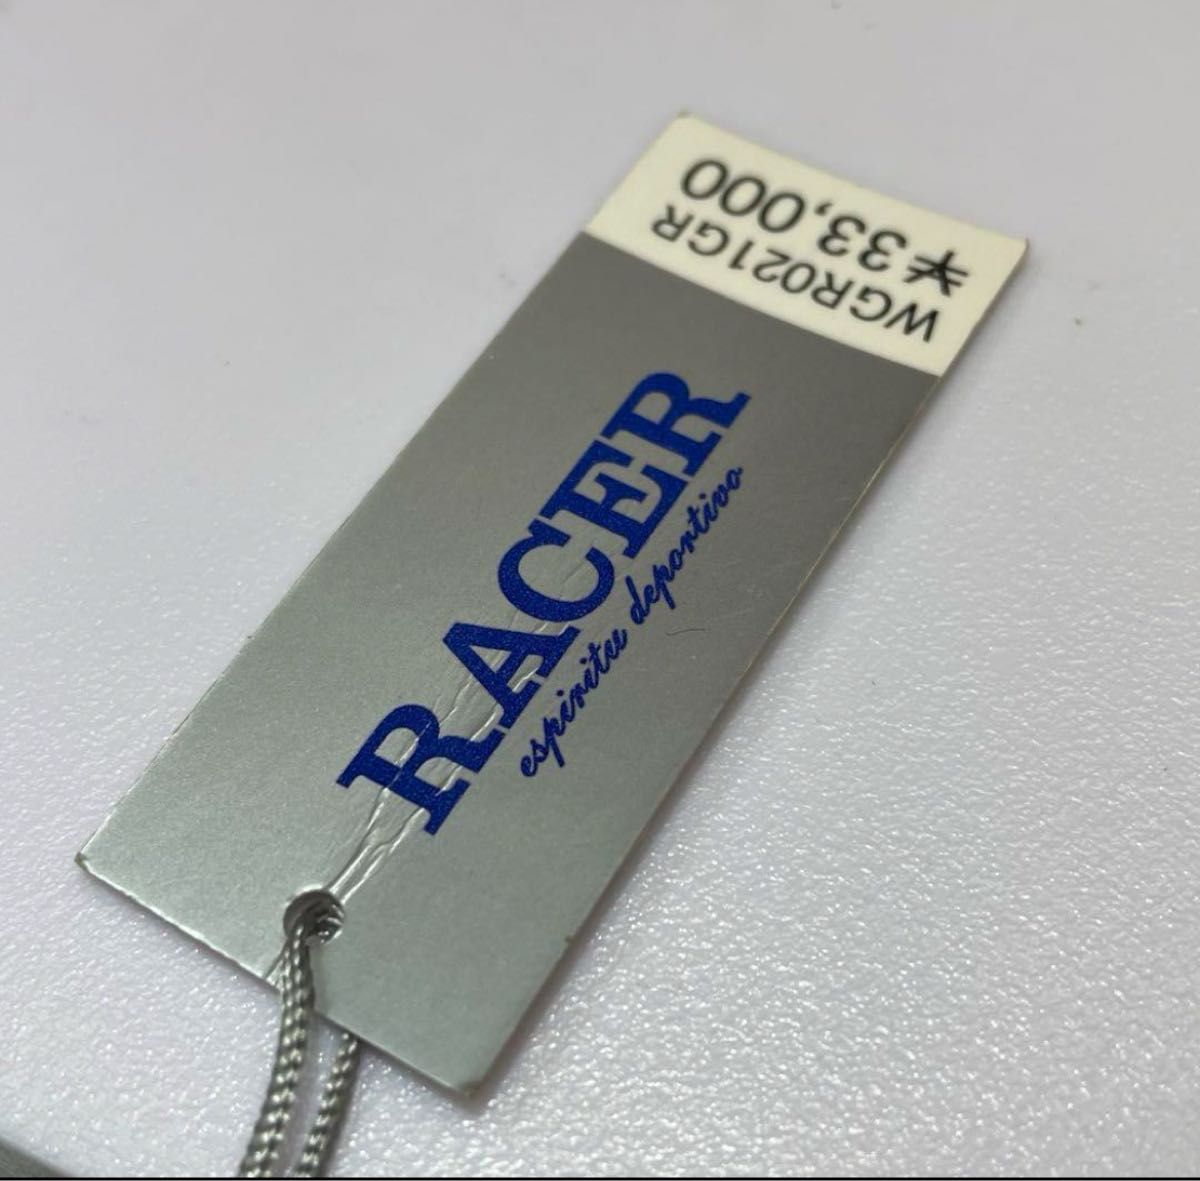 RACER
espiritu deportivo
WGR021GR
￥33,000